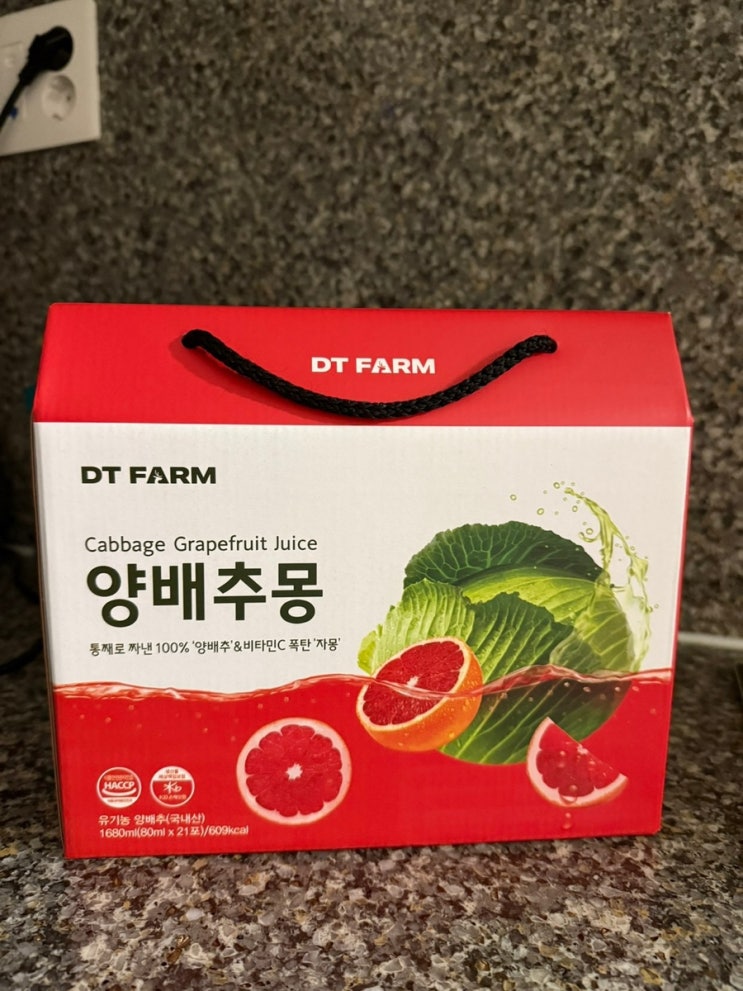 DT FARM
DT FARM
Cabbage Grapefruit Juice
양배추몽
통째로 짜낸 100% '양배추'&비타민C 폭탄 '자몽'
HACCP
유기농 양배추(국내산)
1680ml(80ml x 21포)/609kcal